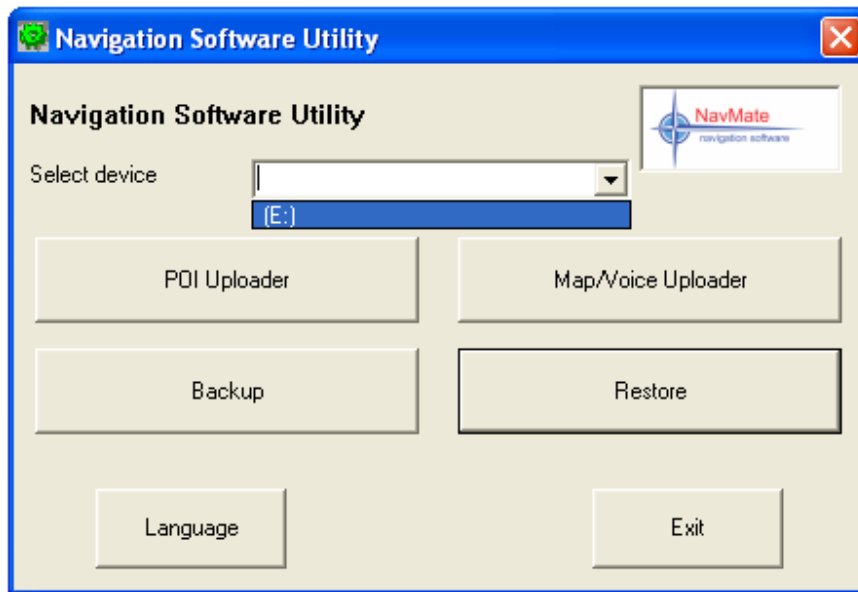 Navigation Software Utility
Navigation Software Utility
NavMate
navigation software
Select device
(E:)
POI Uploader
Map/Voice Uploader
Backup
Restore
Language
Exit